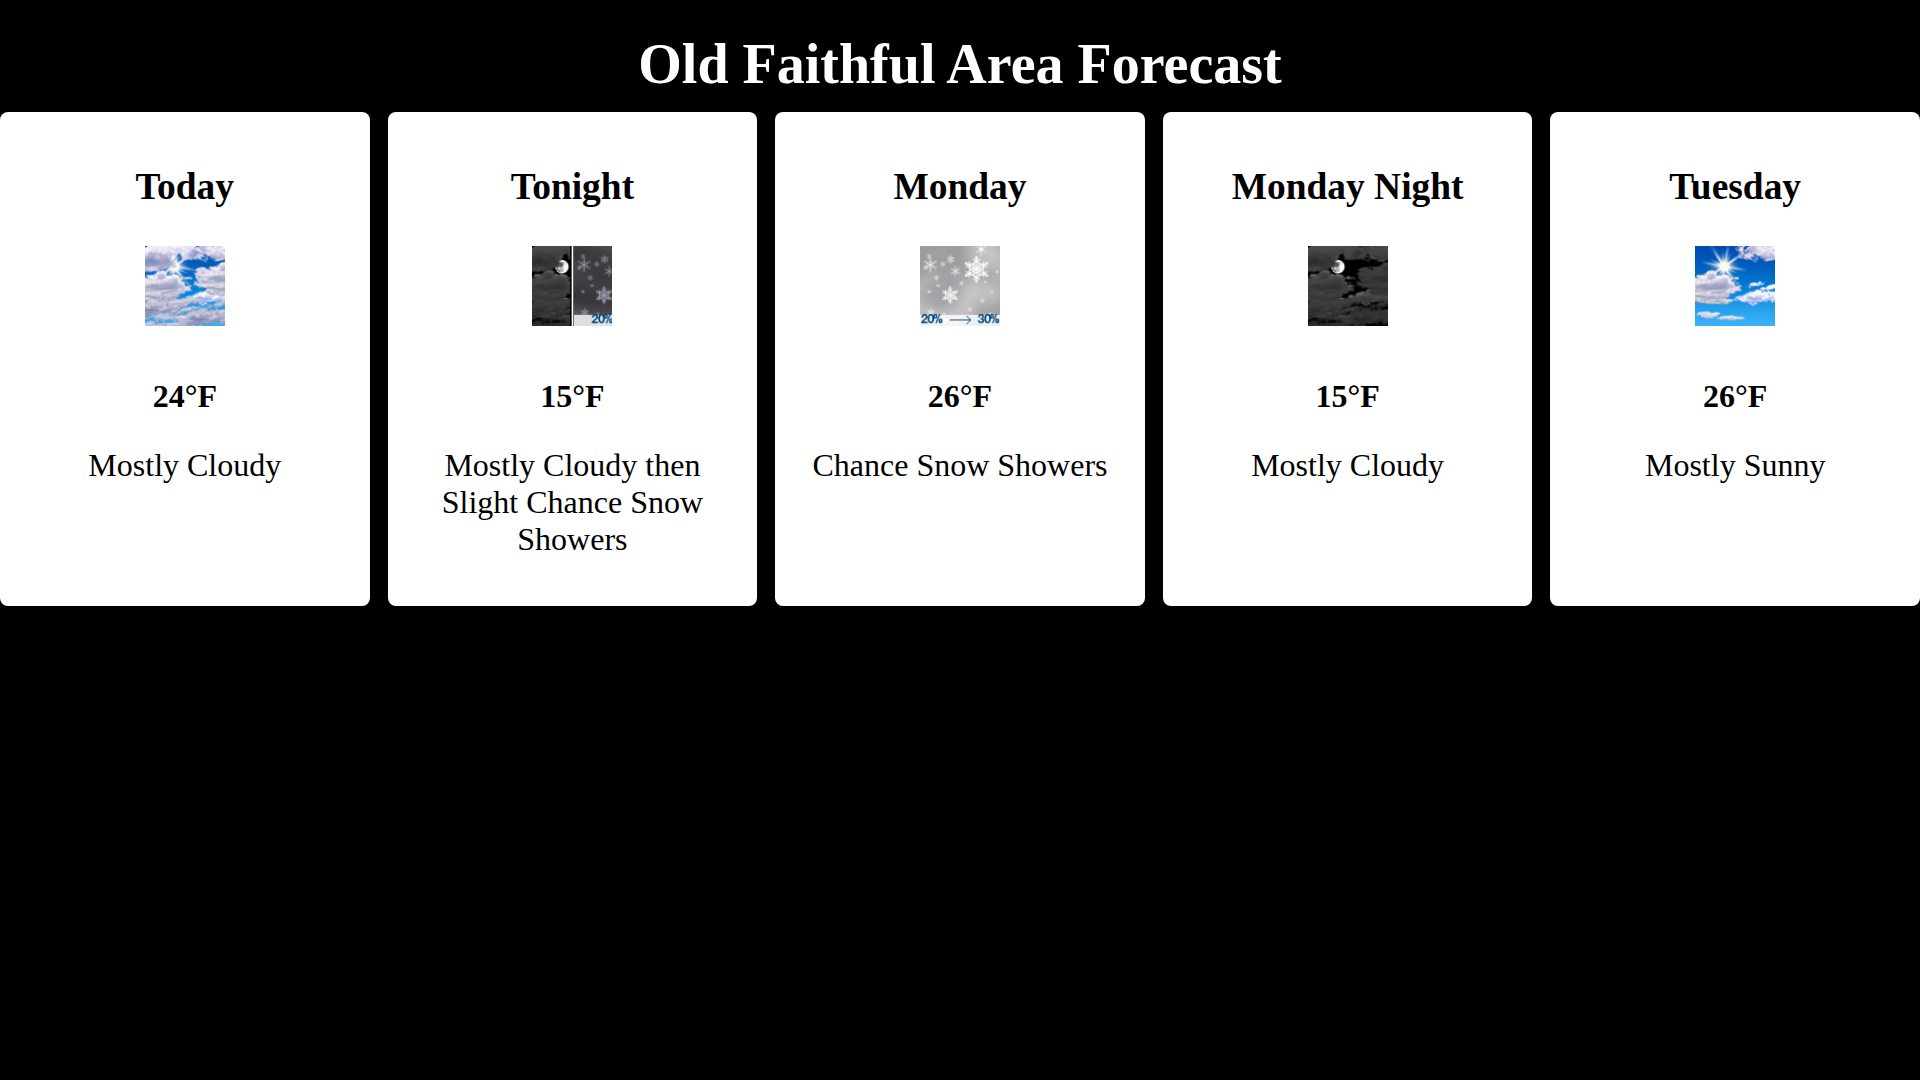 Old Faithful Area Forecast
Today
24°F
Mostly Cloudy
Tonight
20%
15°F
Mostly Cloudy then
Slight Chance Snow
Showers
Monday
20% → 30%
26°F
Chance Snow Showers
Monday Night
15°F
Mostly Cloudy
Tuesday
26°F
Mostly Sunny